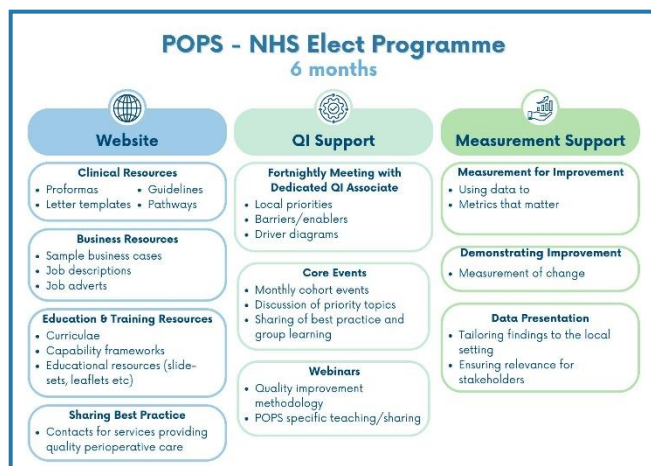 POPS - NHS Elect Programme
6 months
Website
Clinical Resources
• Proformas
• Letter templates
• Guidelines
• Pathways
Business Resources
• Sample business cases
• Job descriptions
• Job adverts
Education & Training Resources
• Curriculae
• Capability frameworks
• Educational resources (slide-
sets, leaflets etc)
Sharing Best Practice
• Contacts for services providing
quality perioperative care
QI Support
Fortnightly Meeting with
Dedicated QI Associate
• Local priorities
• Barriers/enablers
• Driver diagrams
Core Events
• Monthly cohort events
• Discussion of priority topics
• Sharing of best practice and
group learning
Webinars
• Quality improvement
methodology
• POPS specific teaching/sharing
Measurement Support
Measurement for Improvement
• Using data to
• Metrics that matter
Demonstrating Improvement
• Measurement of change
Data Presentation
• Tailoring findings to the local
setting
• Ensuring relevance for
stakeholders